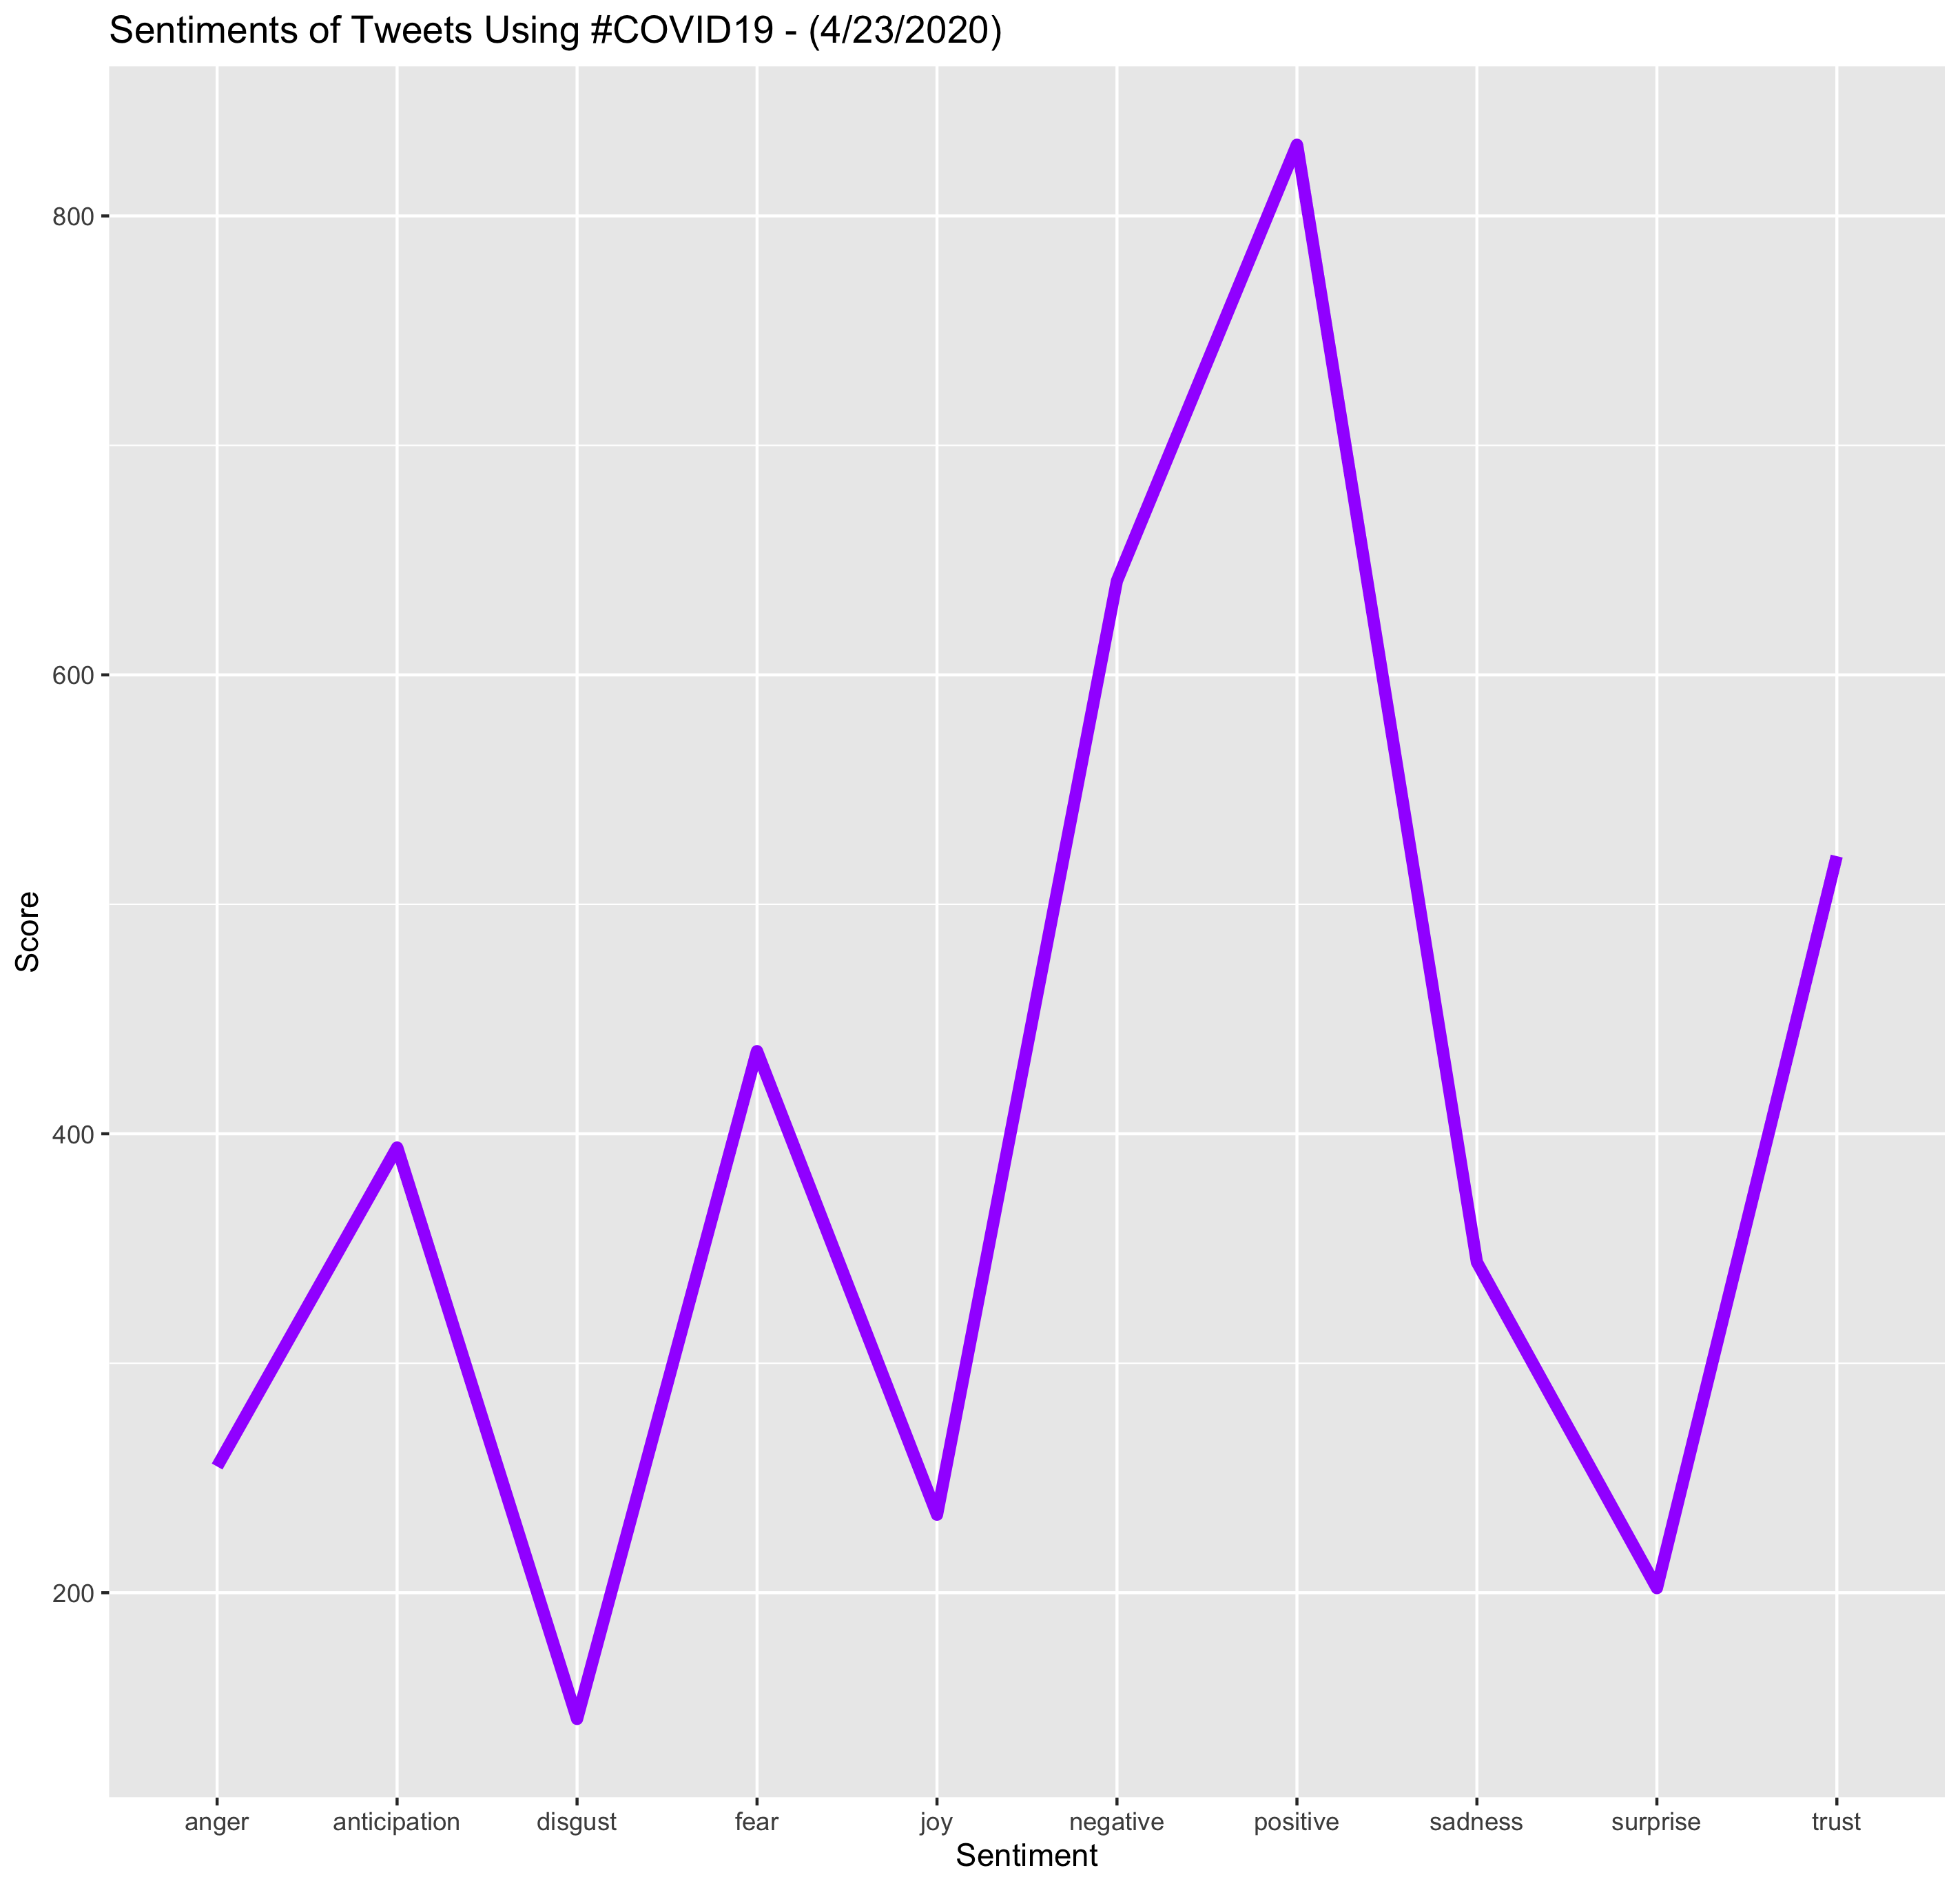 Sentiments of Tweets Using #COVID19 - (4/23/2020)
800
600
400
200
Score
anger anticipation disgust fear joy negative positive sadness surprise trust
Sentiment